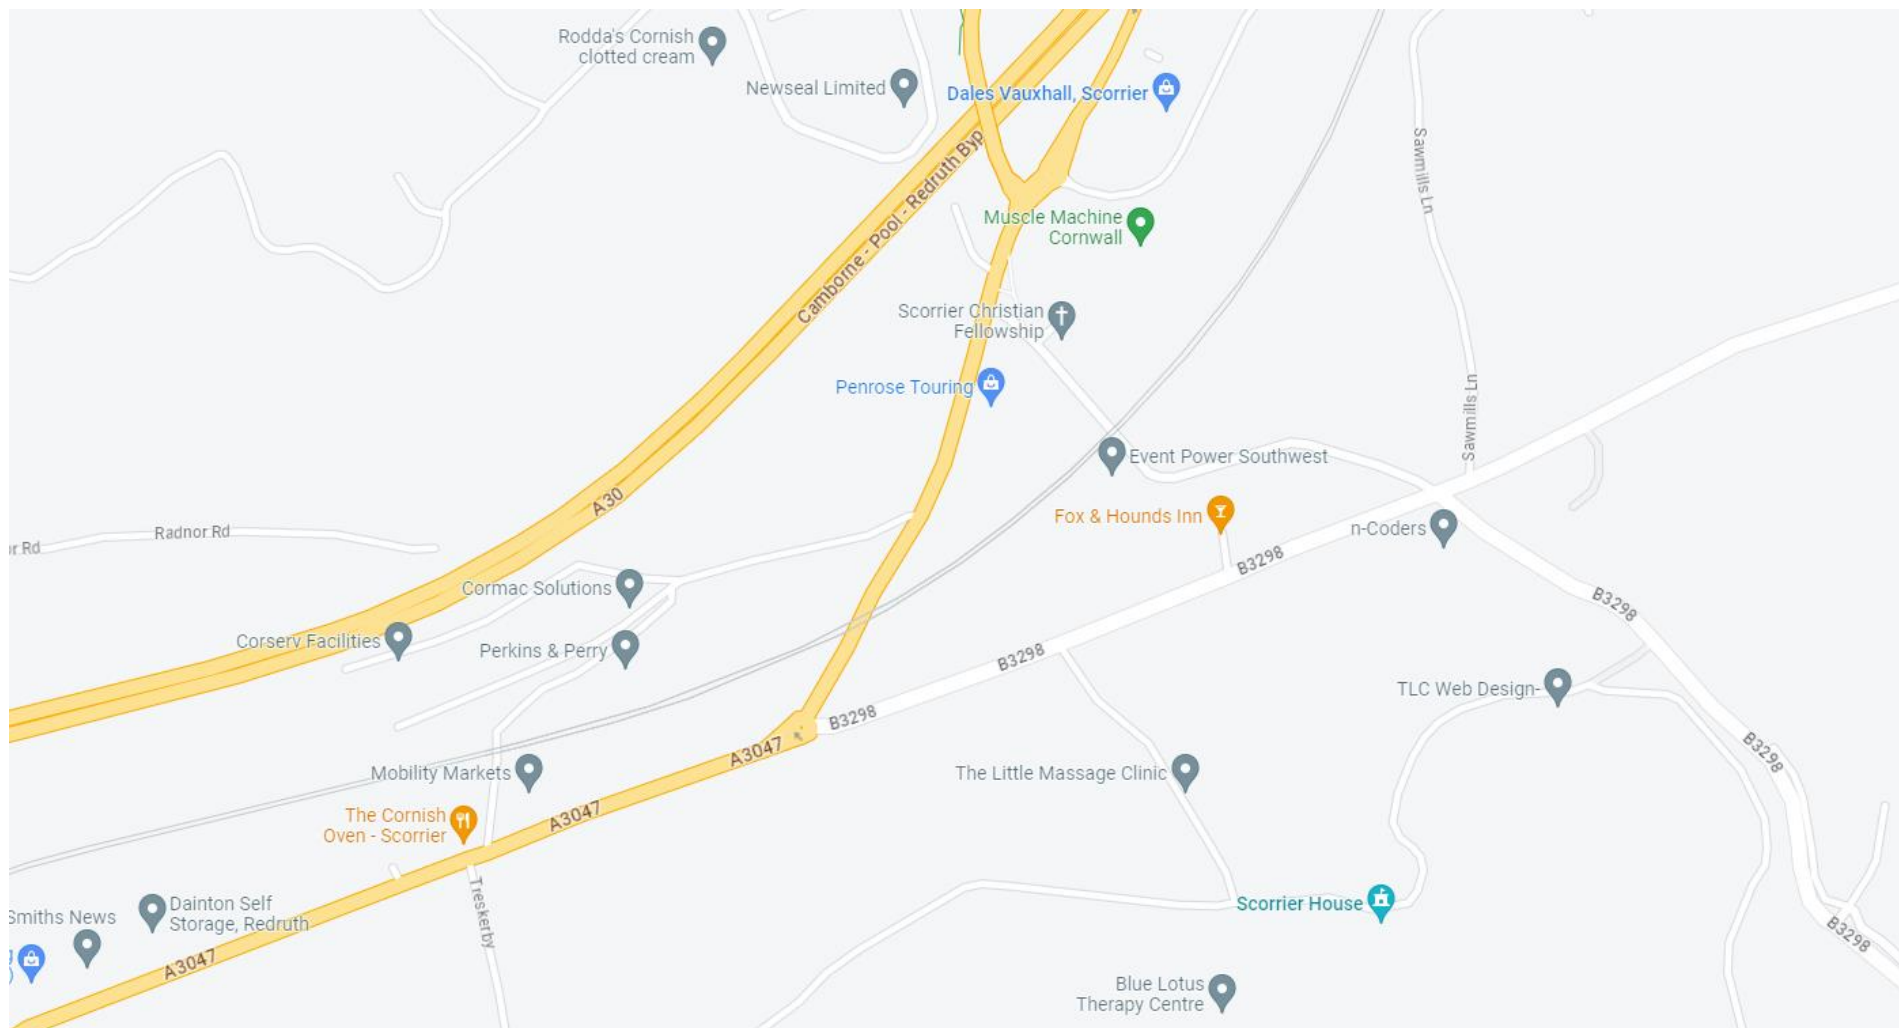 Rodda's Cornish
clotted cream
Newseal Limited
Dales Vauxhall, Scorrier
Camborne - Pool - Redruth Byp
Sawmills Ln
Muscle Machine
Cornwall
Scorrier Christian
Fellowship
Penrose Touring
Sawmills Ln
Event Power Southwest
A30
Fox & Hounds Inn
n-Coders
Radnor Rd
r Rd
B3298
Cormac Solutions
B3298
Corserv Facilities
Perkins & Perry
B3298
TLC Web Design-
B3298
A3047
B3298
Mobility Markets
The Little Massage Clinic
The Cornish
Oven - Scorrier
A3047
Treskerby
Dainton Self
Storage, Redruth
Smiths News
Scorrier House
B3298
A3047
Blue Lotus
Therapy Centre